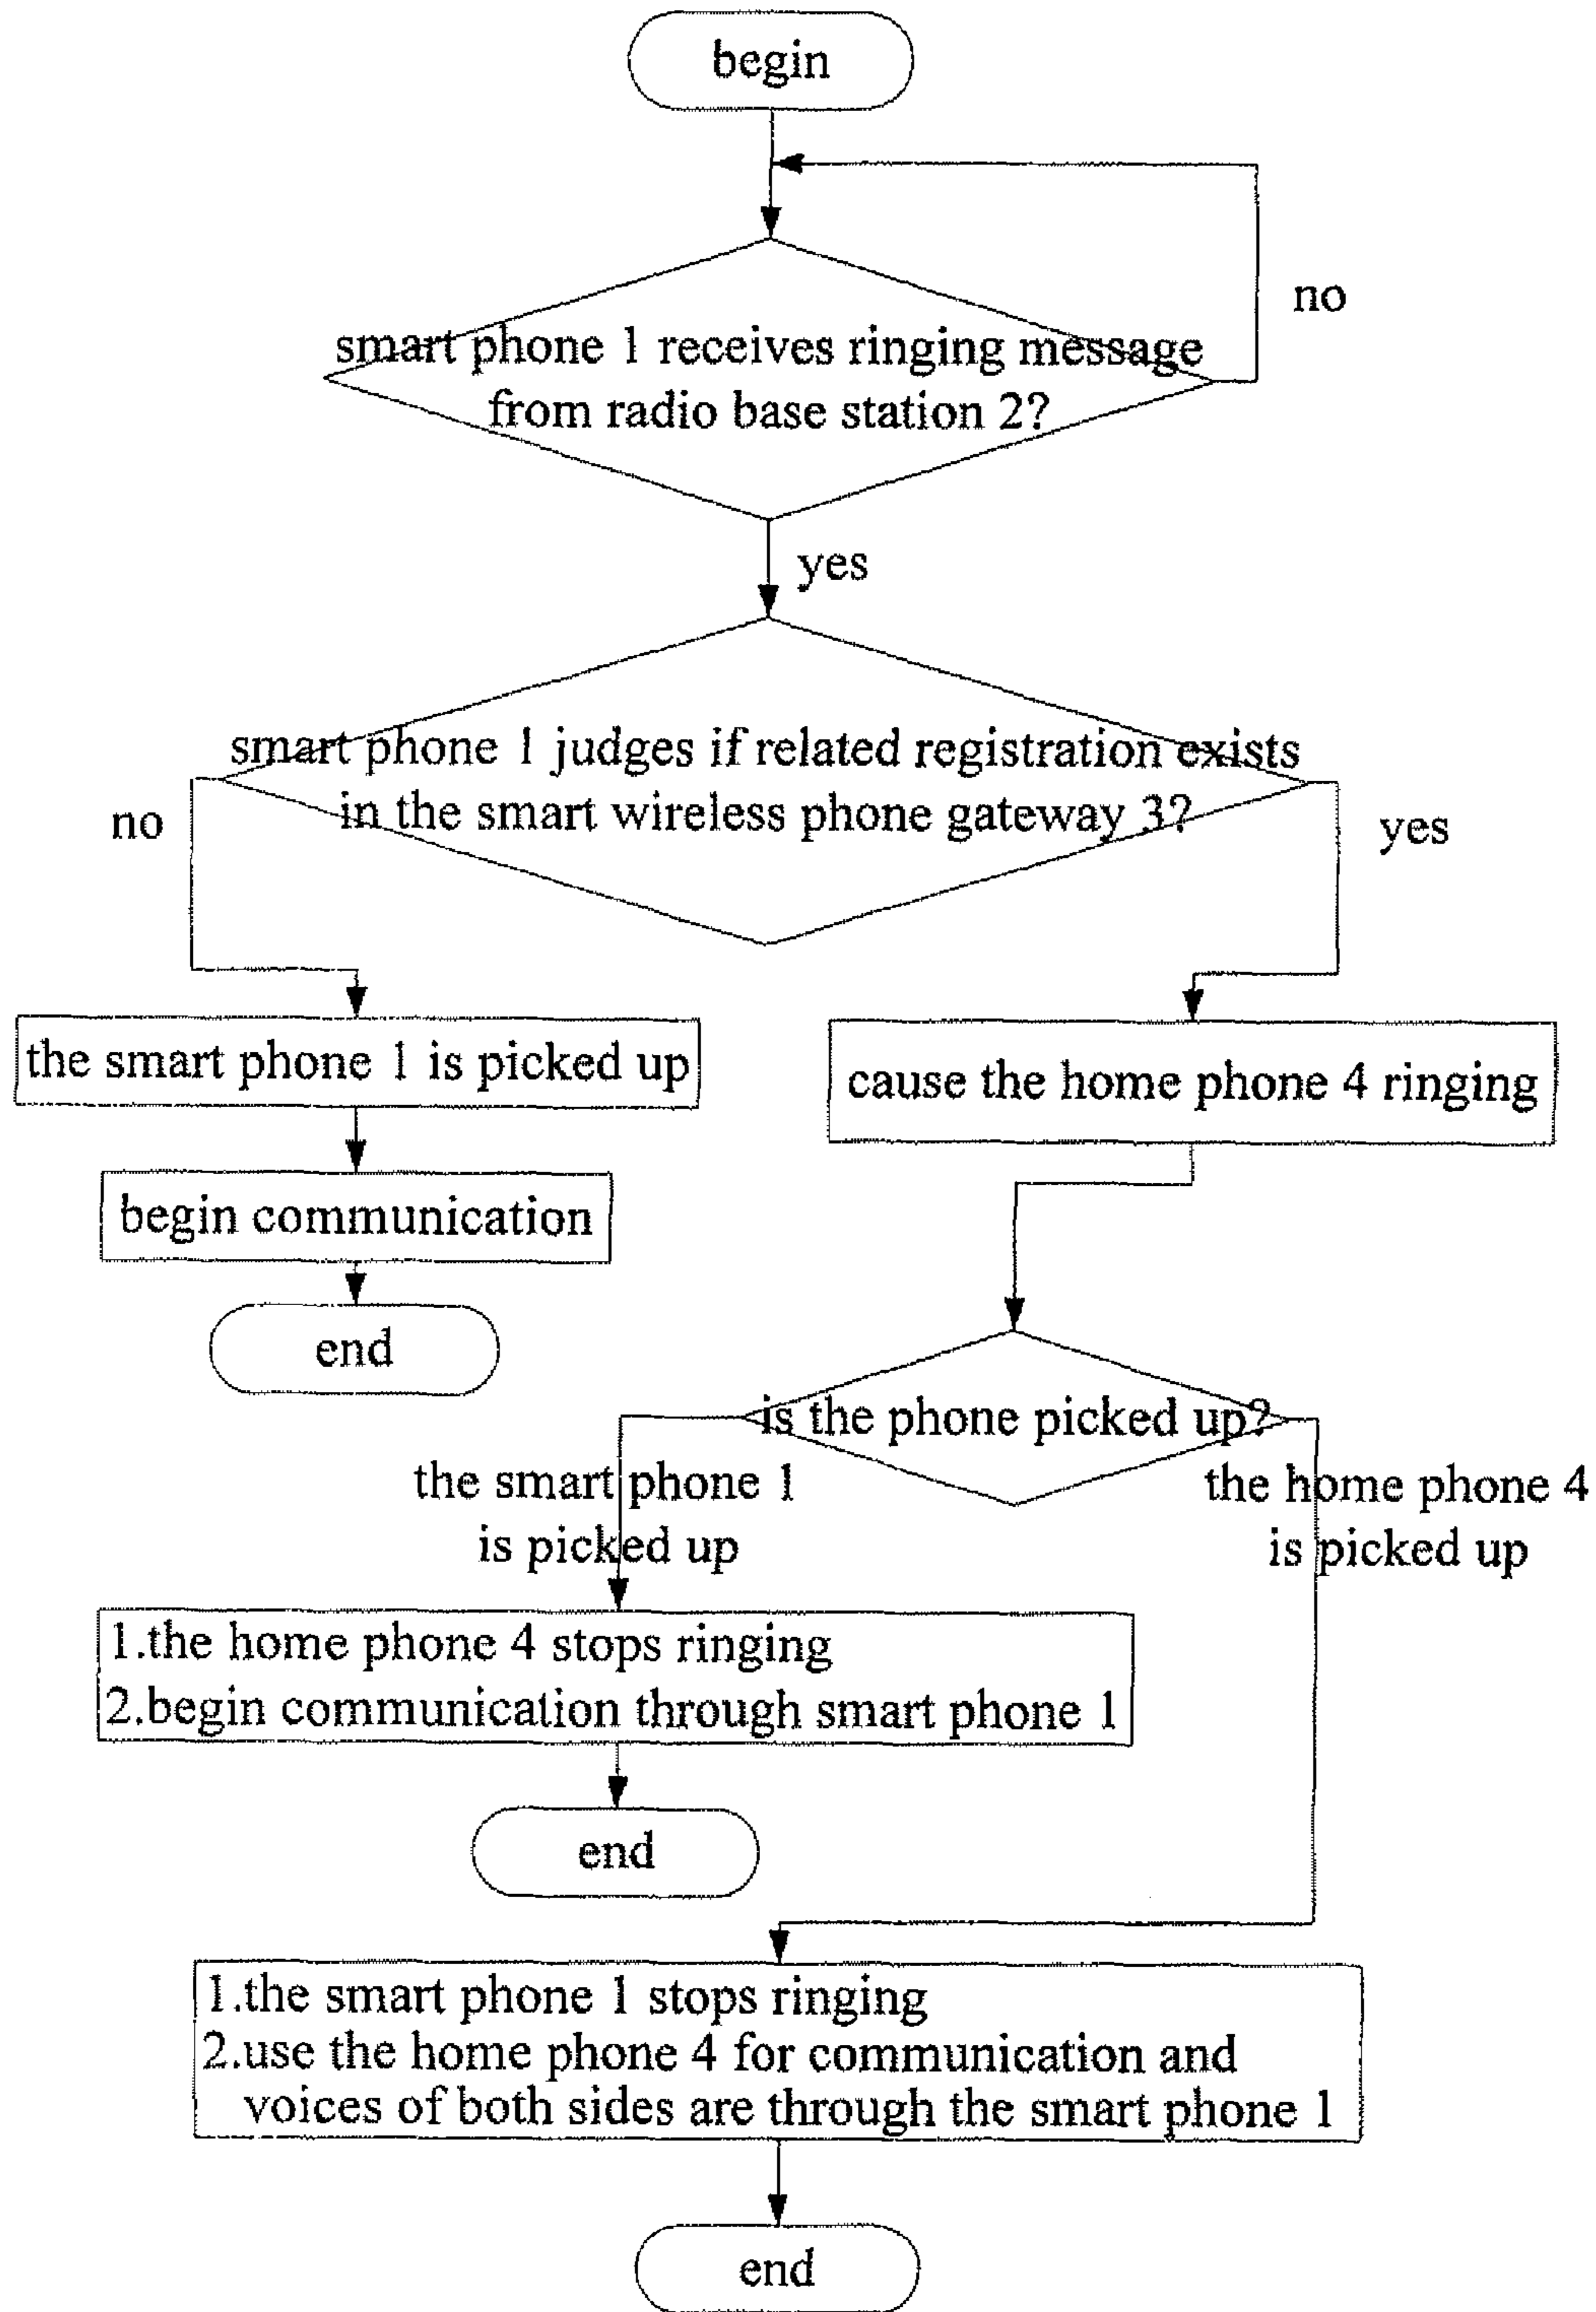 begin
no
smart phone 1 receives ringing message
from radio base station 2?
yes
smart phone 1 judges if related registration exists
in the smart wireless phone gateway 3?
no
yes
the smart phone 1 is picked up
cause the home phone 4 ringing
begin communication
end
is the phone picked up?
the smart phone 1
is picked up
the home phone 4
is picked up
1.the home phone 4 stops ringing
2.begin communication through smart phone 1
end
1.the smart phone 1 stops ringing
2.use the home phone 4 for communication and
voices of both sides are through the smart phone 1
end